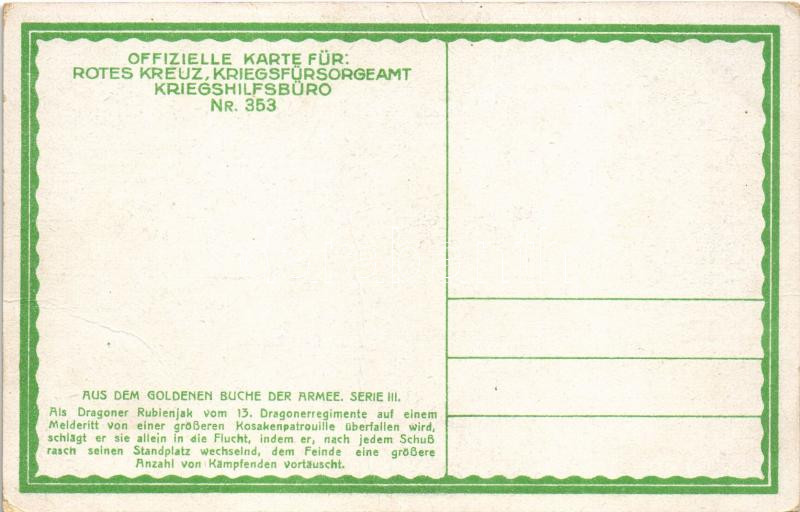 OFFIZIELLE KARTE FÜR:
ROTES KREUZ, KRIEGSFÜRSORGEAMT
KRIEGSHILFSBÜRO
NR. 353
AUS DEM GOLDENEN BUCHE DER ARMEE. SERIE III.
Als Dragoner Rubienjak vom 13. Dragonerregimente auf einem
Melderitt von einer größeren Kosakenpatrouille überfallen wird,
schlägt er sie allein in die Flucht, indem er, nach jedem Schuß
rasch seinen Standplatz wechselnd, dem Feinde eine größere
Anzahl von Kämpfenden vortäuscht.